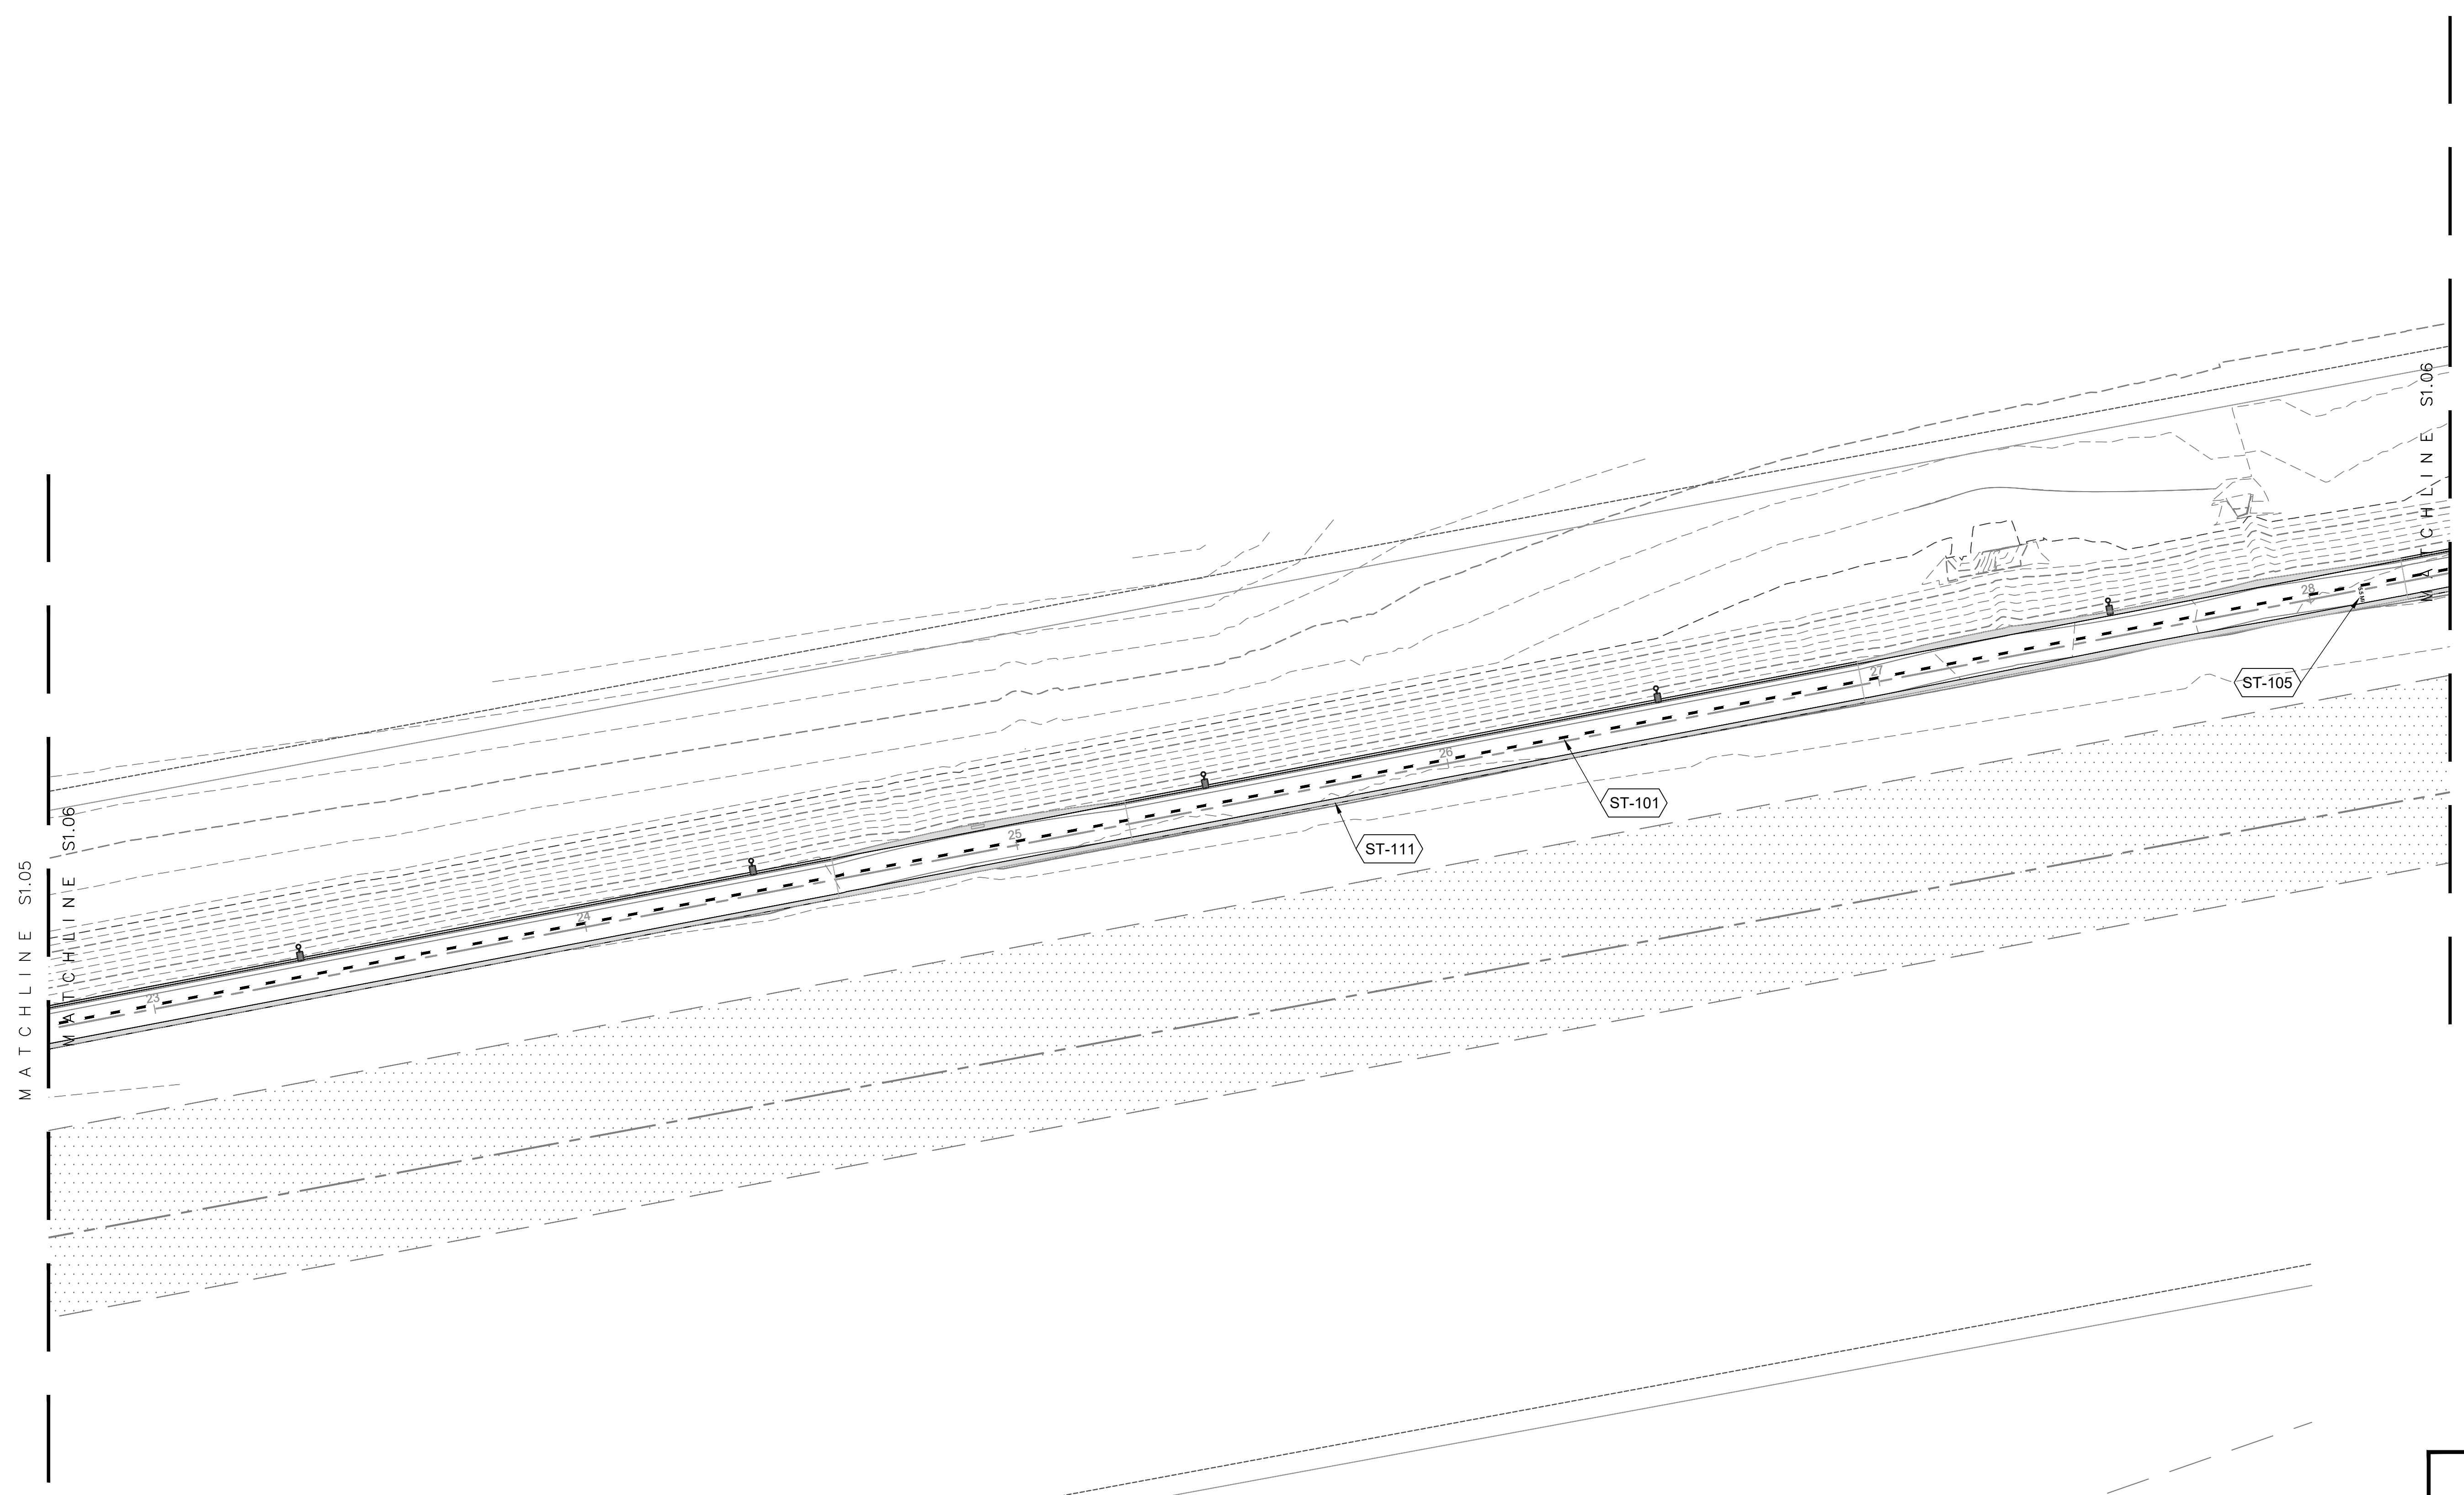 MATCHLINE S1.05
MATCHLINE S1.06
MATCHLINE S1.06
23
24
25
26
27
28
ST-105
ST-101
ST-111